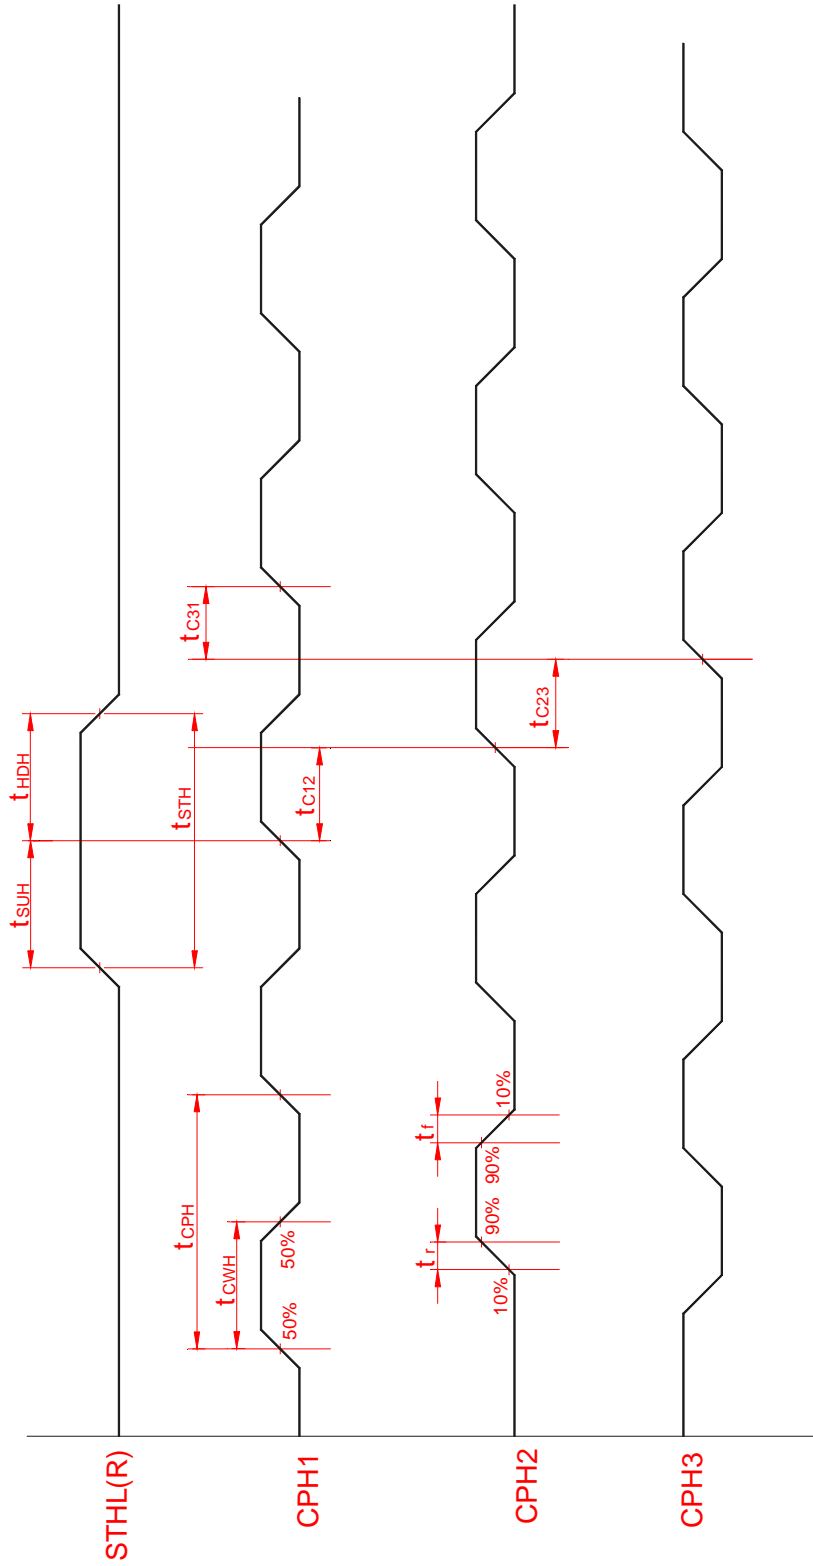 STHL(R)
tSUH
tHDH
tSTH
CPH1
tCPH
tCWH
50%
50%
tC12
tC31
CPH2
tr
tf
10%
90%
90%
10%
tC23
CPH3